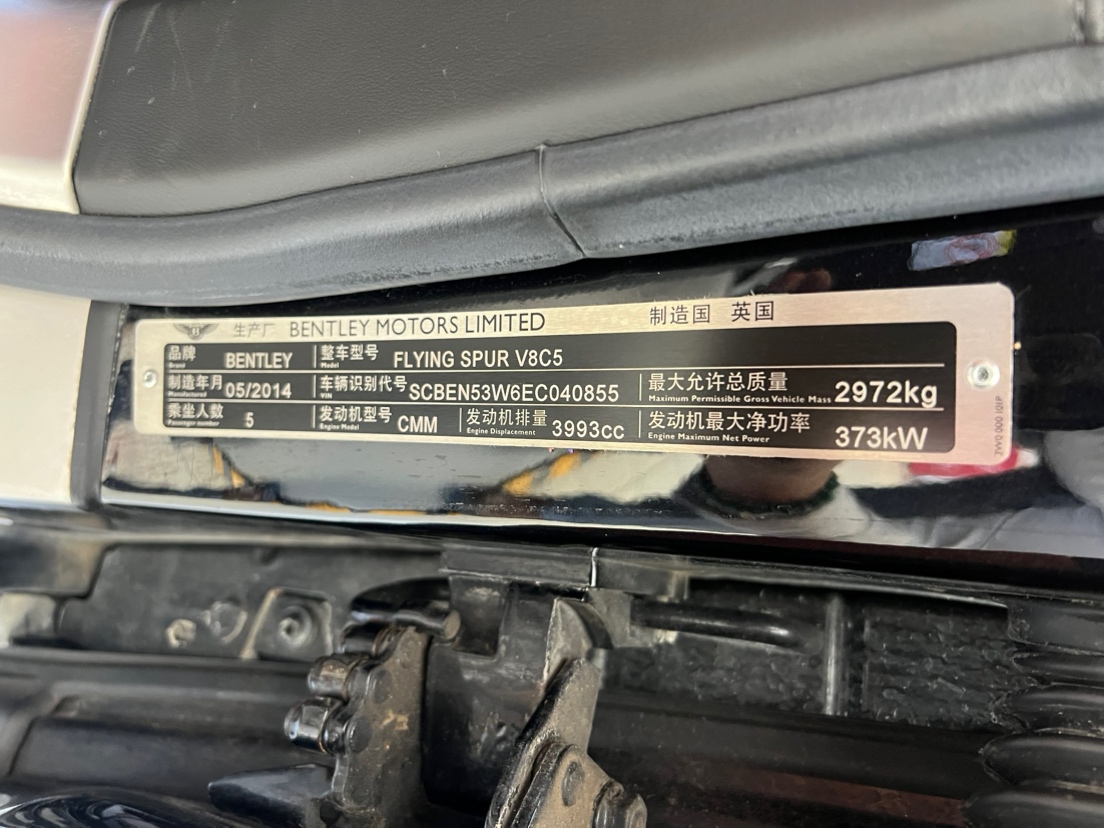 生产厂 BENTLEY MOTORS LIMITED 制造国 英国
品牌 BENTLEY 整车型号 FLYING SPUR V8C5
Brand Model
制造年月 05/2014 车辆识别代号 SCBEN53W6EC040855 最大允许总质量 2972kg
Manufactured VIN Maximum Permissible Gross Vehicle Mass
乘坐人数 5 发动机型号 CMM 发动机排量 3993cc 发动机最大净功率 373kW
Passenger number Engine Model Engine Displacement Engine Maximum Net Power